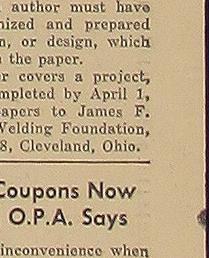 author must have
nized and prepared
n, or design, which
the paper.
er covers a project,
mpleted by April 1,
apers to James F.
Welding Foundation,
8, Cleveland, Ohio.
Coupons Now
O.P.A. Says
inconvenience when